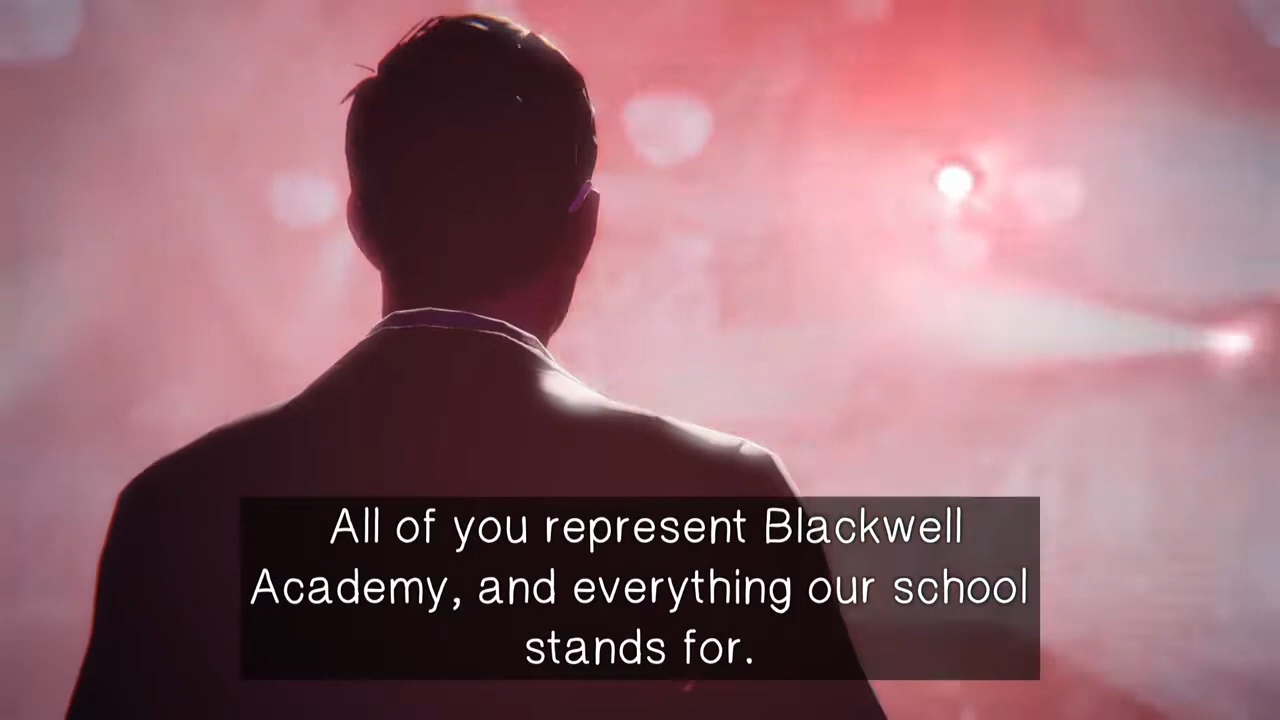 All of you represent Blackwell
Academy, and everything our school
stands for.